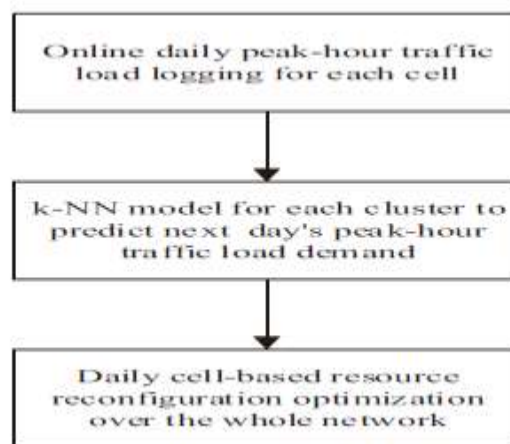 Online daily peak-hour traffic
load logging for each cell
k-NN model for each cluster to
predict next day's peak-hour
traffic load demand
Daily cell-based resource
reconfiguration optimization
over the whole network